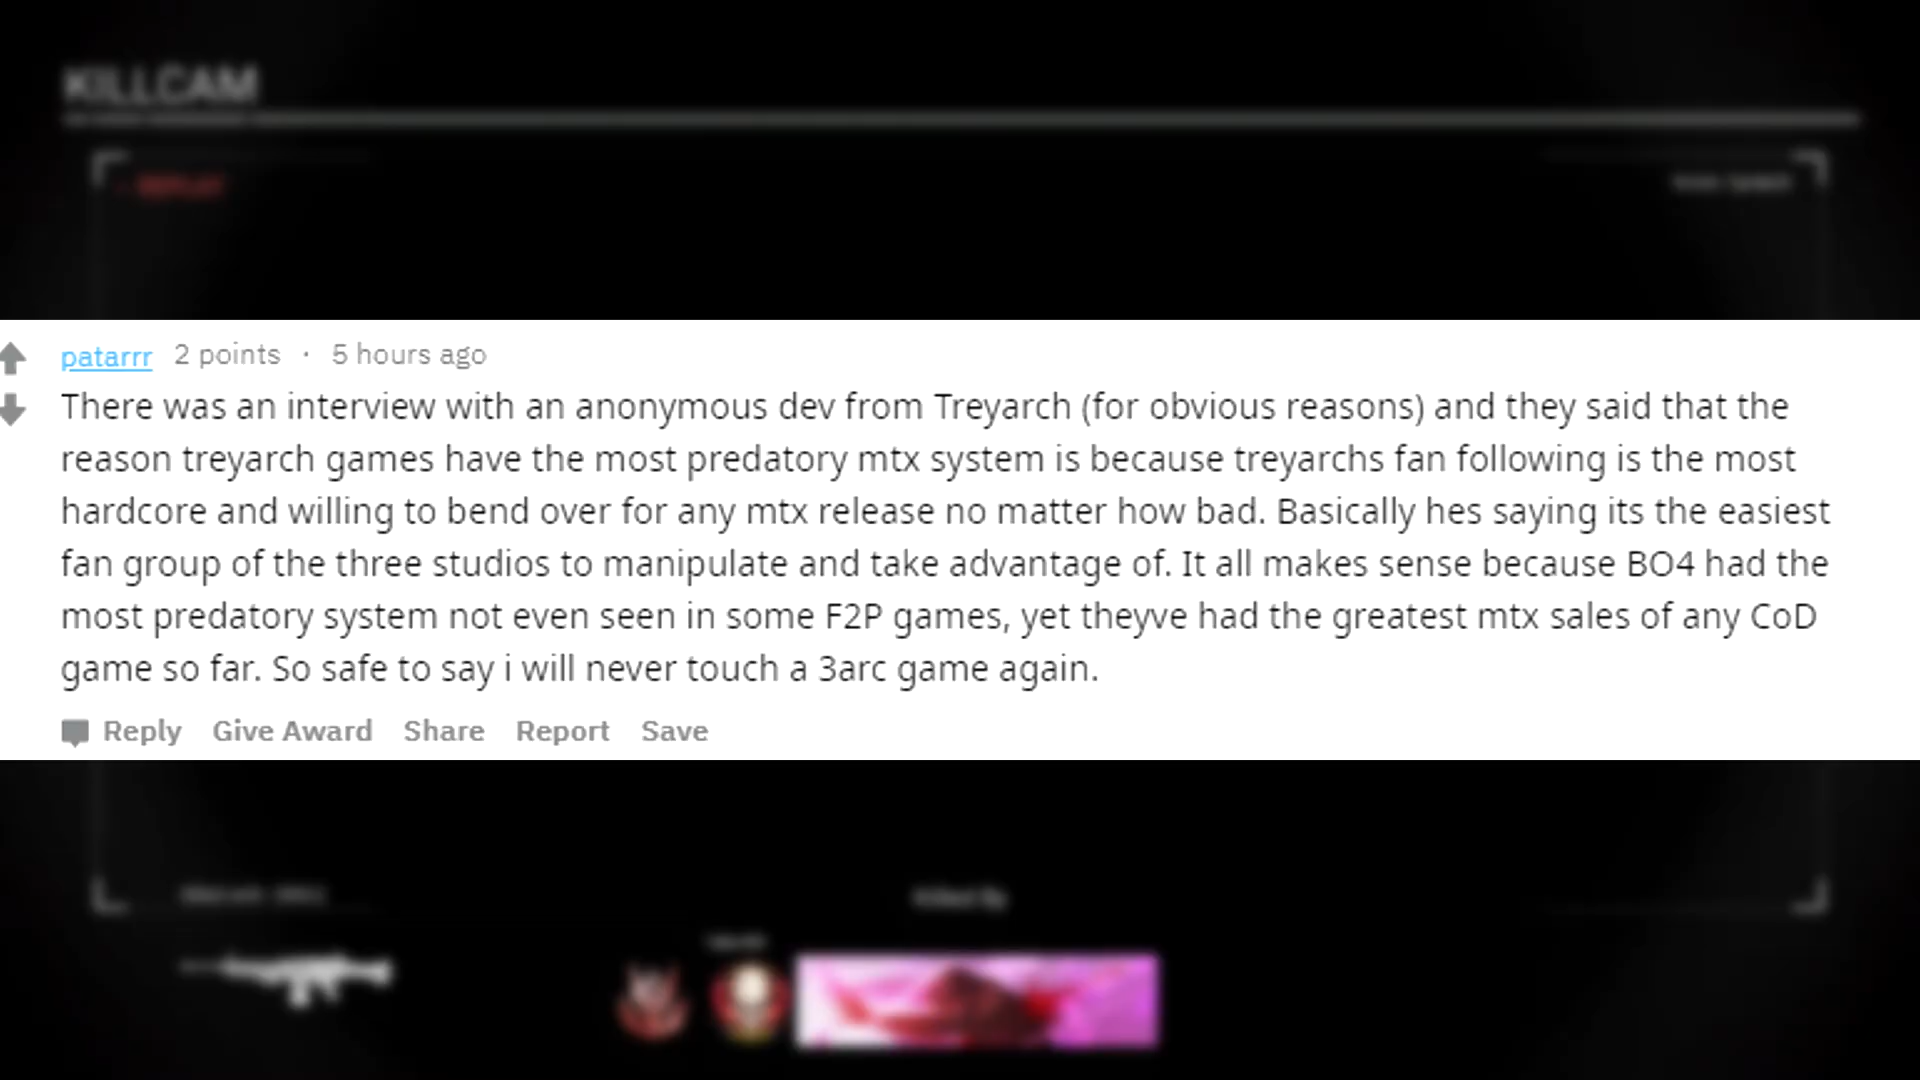 KILLCAM
REPLAY
patarrr 2 points · 5 hours ago
There was an interview with an anonymous dev from Treyarch (for obvious reasons) and they said that the
reason treyarch games have the most predatory mtx system is because treyarchs fan following is the most
hardcore and willing to bend over for any mtx release no matter how bad. Basically hes saying its the easiest
fan group of the three studios to manipulate and take advantage of. It all makes sense because BO4 had the
most predatory system not even seen in some F2P games, yet theyve had the greatest mtx sales of any CoD
game so far. So safe to say i will never touch a 3arc game again.
Reply Give Award Share Report Save
Killed By